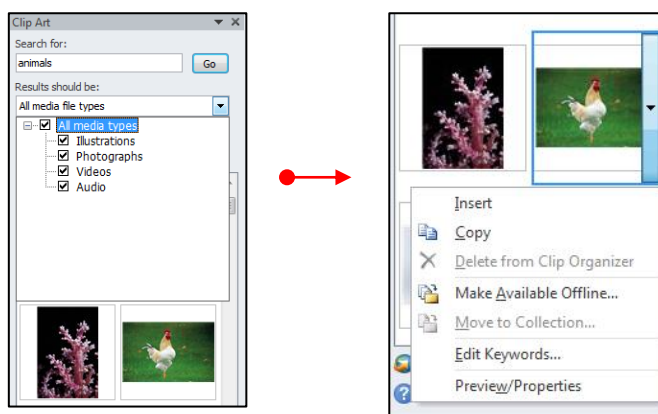 Clip Art
Search for:
animals
Go
Results should be:
All media file types
All media types
Illustrations
Photographs
Videos
Audio
Insert
Copy
Delete from Clip Organizer
Make Available Offline...
Move to Collection...
Edit Keywords...
Preview/Properties